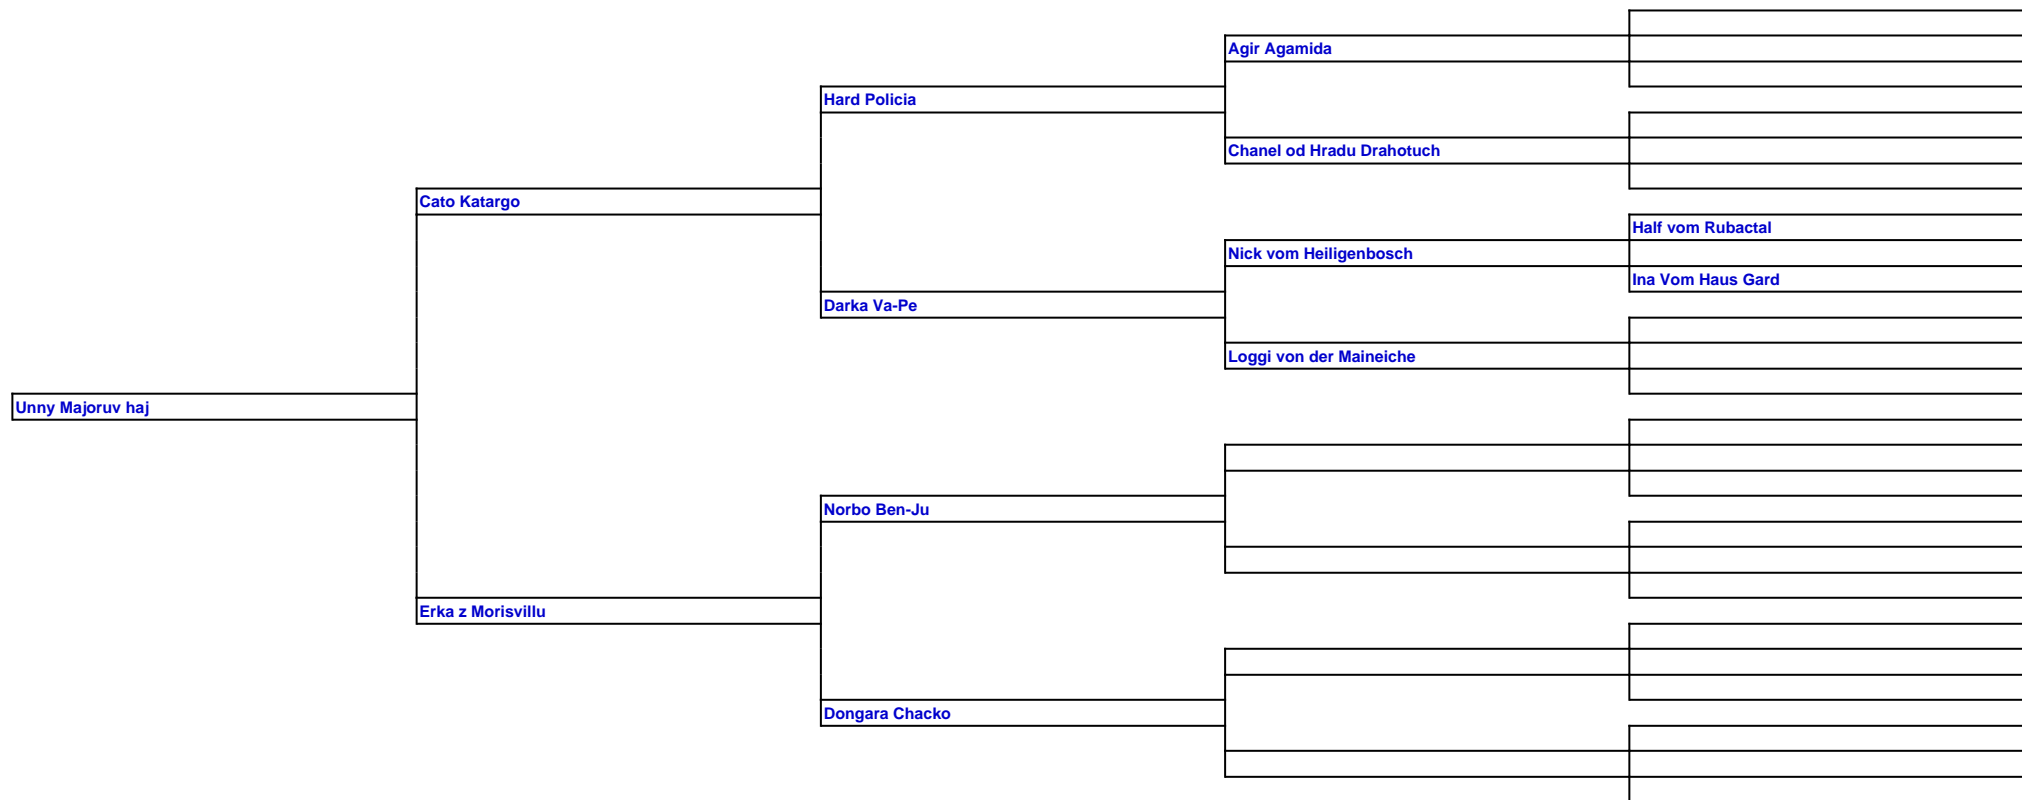 Agir Agamida
Hard Policia
Chanel od Hradu Drahotuch
Cato Katargo
Half vom Rubactal
Nick vom Heiligenbosch
Ina Vom Haus Gard
Darka Va-Pe
Loggi von der Maineiche
Unny Majoruv haj
Norbo Ben-Ju
Erka z Morisvillu
Dongara Chacko